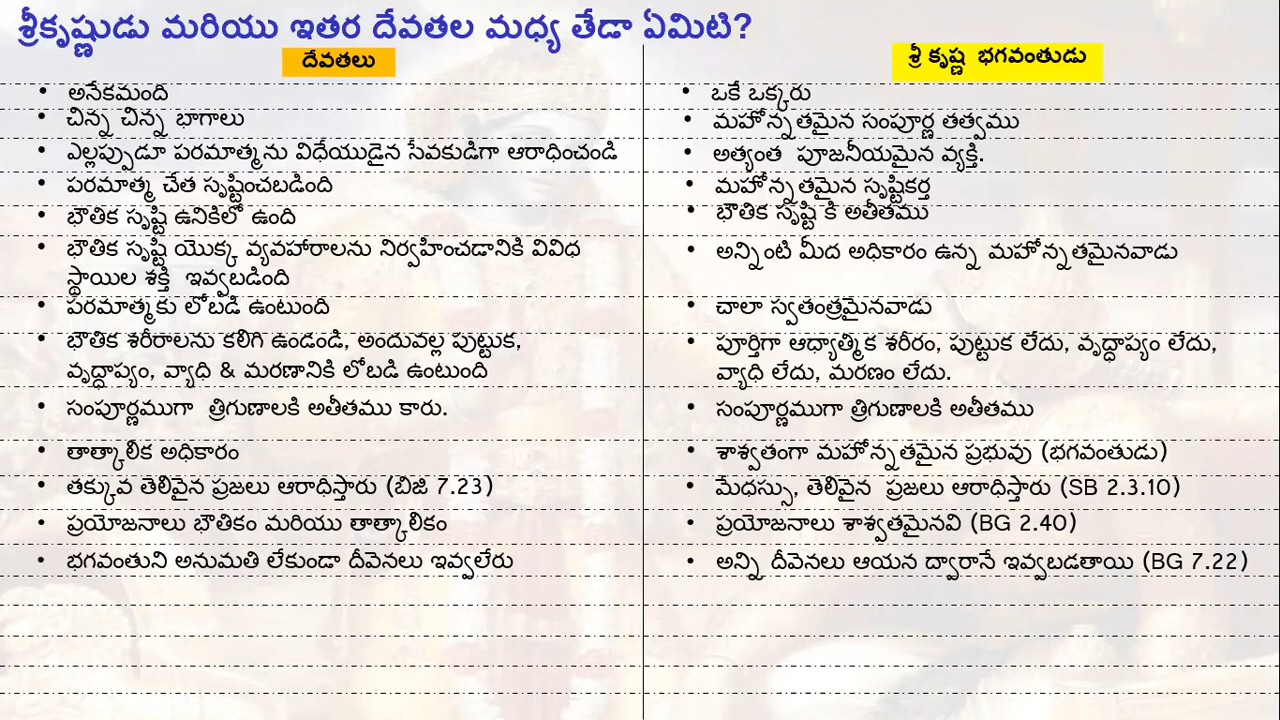 శ్రీకృష్ణుడు మరియు ఇతర దేవతల మధ్య తేడా ఏమిటి?
దేవతలు
• అనేకమంది
• చిన్న చిన్న భాగాలు
• ఎల్లప్పుడూ పరమాత్మను విధేయుడైన సేవకుడిగా ఆరాధించండి
• పరమాత్మ చేత సృష్టించబడింది
• భౌతిక సృష్టి ఉనికిలో ఉంది
• భౌతిక సృష్టి యొక్క వ్యవహారాలను నిర్వహించడానికి వివిధ
స్థాయిల శక్తి ఇవ్వబడింది
• పరమాత్మకు లోబడి ఉంటుంది
• భౌతిక శరీరాలను కలిగి ఉండండి, అందువల్ల పుట్టుక,
వృద్ధాప్యం, వ్యాధి & మరణానికి లోబడి ఉంటుంది
• సంపూర్ణముగా త్రిగుణాలకి అతీతము కారు.
• తాత్కాలిక అధికారం
• తక్కువ తెలివైన ప్రజలు ఆరాధిస్తారు (బిజి 7.23)
• ప్రయోజనాలు భౌతికం మరియు తాత్కాలికం
• భగవంతుని అనుమతి లేకుండా దీవెనలు ఇవ్వలేరు
శ్రీ కృష్ణ భగవంతుడు
• ఒకే ఒక్కరు
• మహోన్నతమైన సంపూర్ణ తత్వము
• అత్యంత పూజనీయమైన వ్యక్తి.
• మహోన్నతమైన సృష్టికర్త
• భౌతిక సృష్టి కి అతీతము
• అన్నింటి మీద అధికారం ఉన్న మహోన్నతమైనవాడు
• చాలా స్వతంత్రమైనవాడు
• పూర్తిగా ఆధ్యాత్మిక శరీరం, పుట్టుక లేదు, వృద్ధాప్యం లేదు,
వ్యాధి లేదు, మరణం లేదు.
• సంపూర్ణముగా త్రిగుణాలకి అతీతము
• శాశ్వతంగా మహోన్నతమైన ప్రభువు (భగవంతుడు)
• మేధస్సు, తెలివైన ప్రజలు ఆరాధిస్తారు (SB 2.3.10)
• ప్రయోజనాలు శాశ్వతమైనవి (BG 2.40)
• అన్ని దీవెనలు ఆయన ద్వారానే ఇవ్వబడతాయి (BG 7.22)